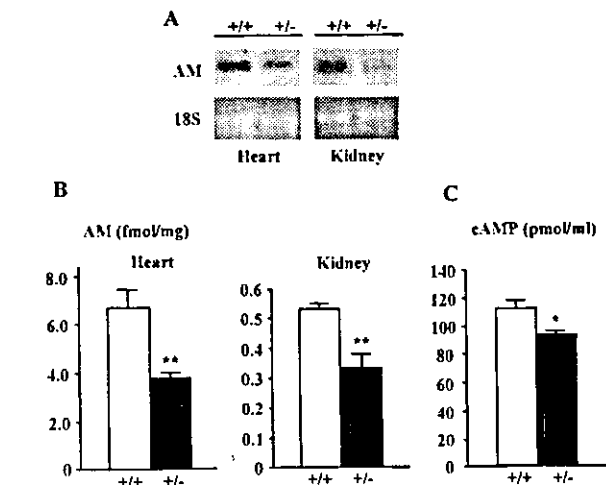 A
+/+ +/- +/+ +/-
AM
18S
Heart Kidney
B C
AM (fmol/mg) cAMP (pmol/ml)
Heart Kidney
8.0 0.6 140
6.0 0.5 120
4.0 0.4 100
2.0 0.3 80
0 0.2 60
0.1 40
0 20
0
** ** *
+/+ +/- +/+ +/- +/+ +/-